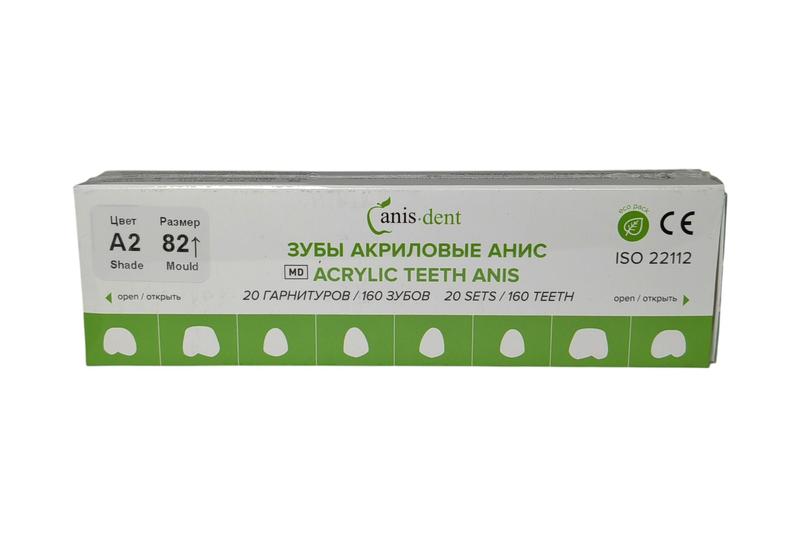 anis·dent
eco pack
CE
ISO 22112
Цвет Размер
A2 82↑
Shade Mould
ЗУБЫ АКРИЛОВЫЕ АНИС
MD ACRYLIC TEETH ANIS
20 ГАРНИТУРОВ / 160 ЗУБОВ 20 SETS / 160 TEETH
open / открыть
open / открыть